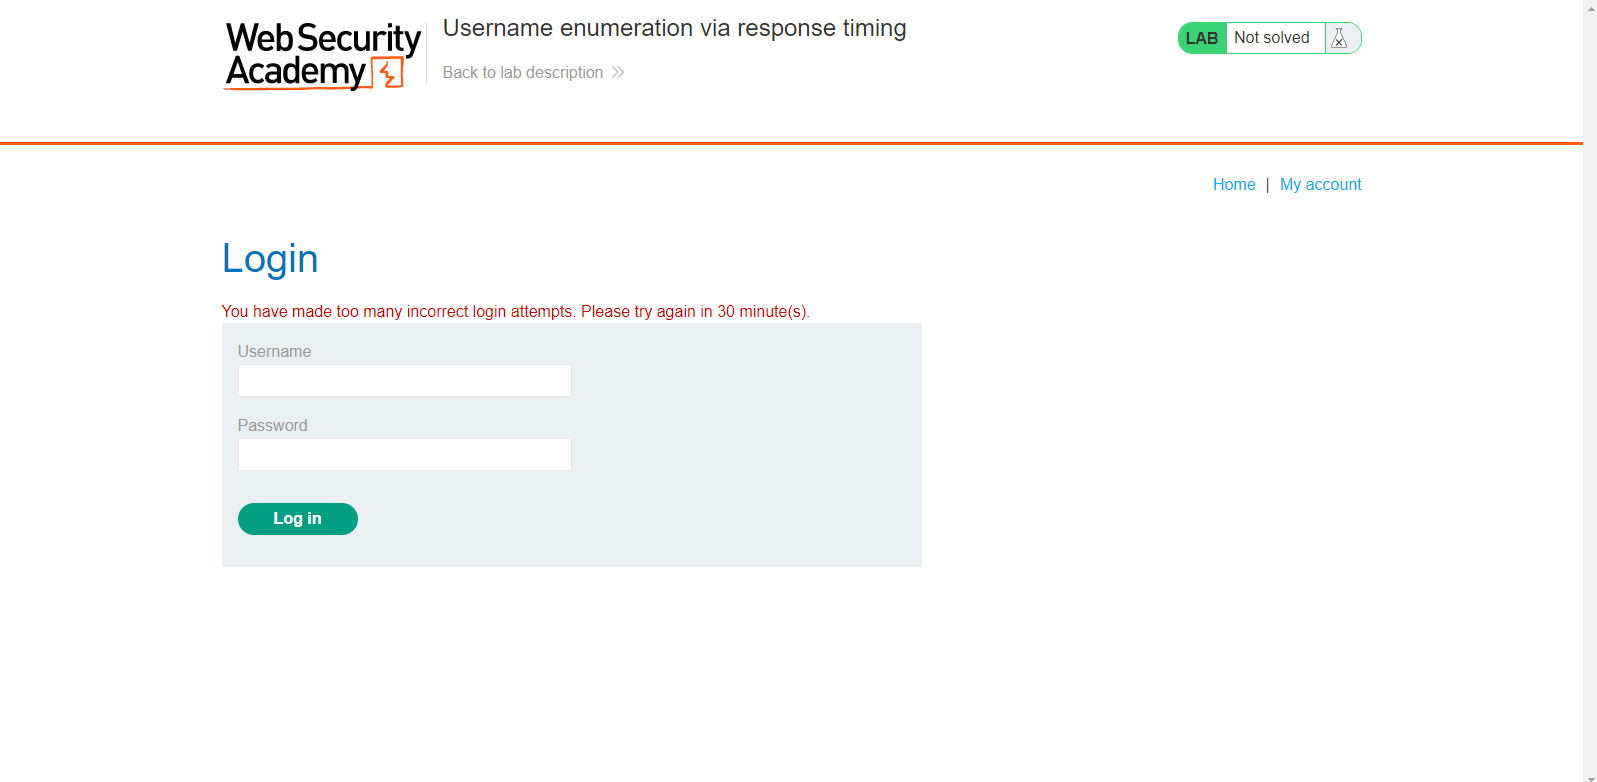 Web Security
Academy
Username enumeration via response timing
Back to lab description
LAB Not solved
Home | My account
Login
You have made too many incorrect login attempts. Please try again in 30 minute(s).
Username
Password
Log in